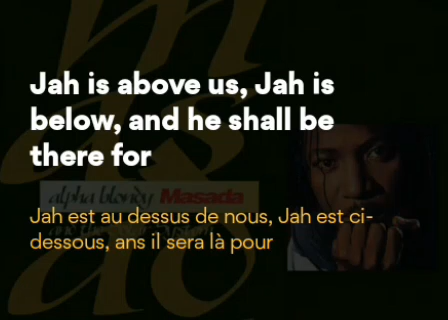 Jah is above us, Jah is
below, and he shall be
there for
alpha blondy Masada
Jah est au dessus de nous, Jah est ci-
dessous, ans il sera là pour